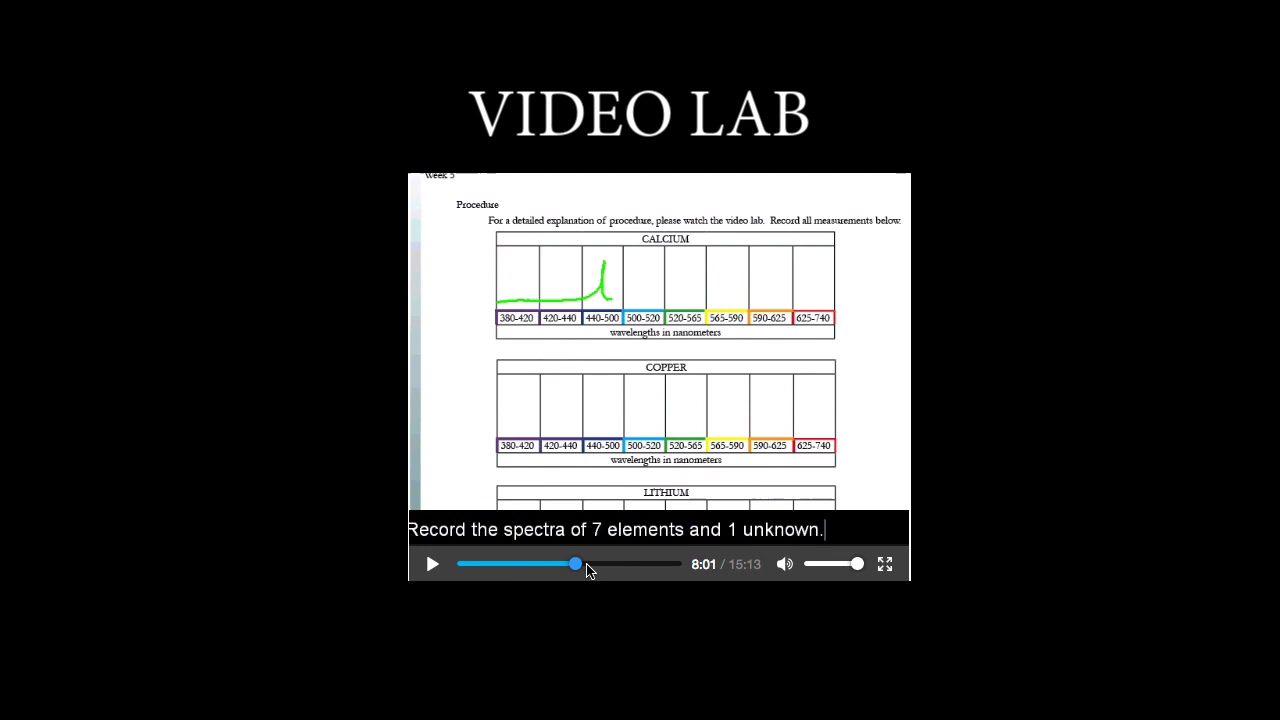 VIDEO LAB
Week 5
Procedure
For a detailed explanation of procedure, please watch the video lab. Record all measurements below.
CALCIUM
380-420 420-440 440-500 500-520 520-565 565-590 590-625 625-740
wavelengths in nanometers
COPPER
380-420 420-440 440-500 500-520 520-565 565-590 590-625 625-740
wavelengths in nanometers
LITHIUM
Record the spectra of 7 elements and 1 unknown.
8:01 / 15:13